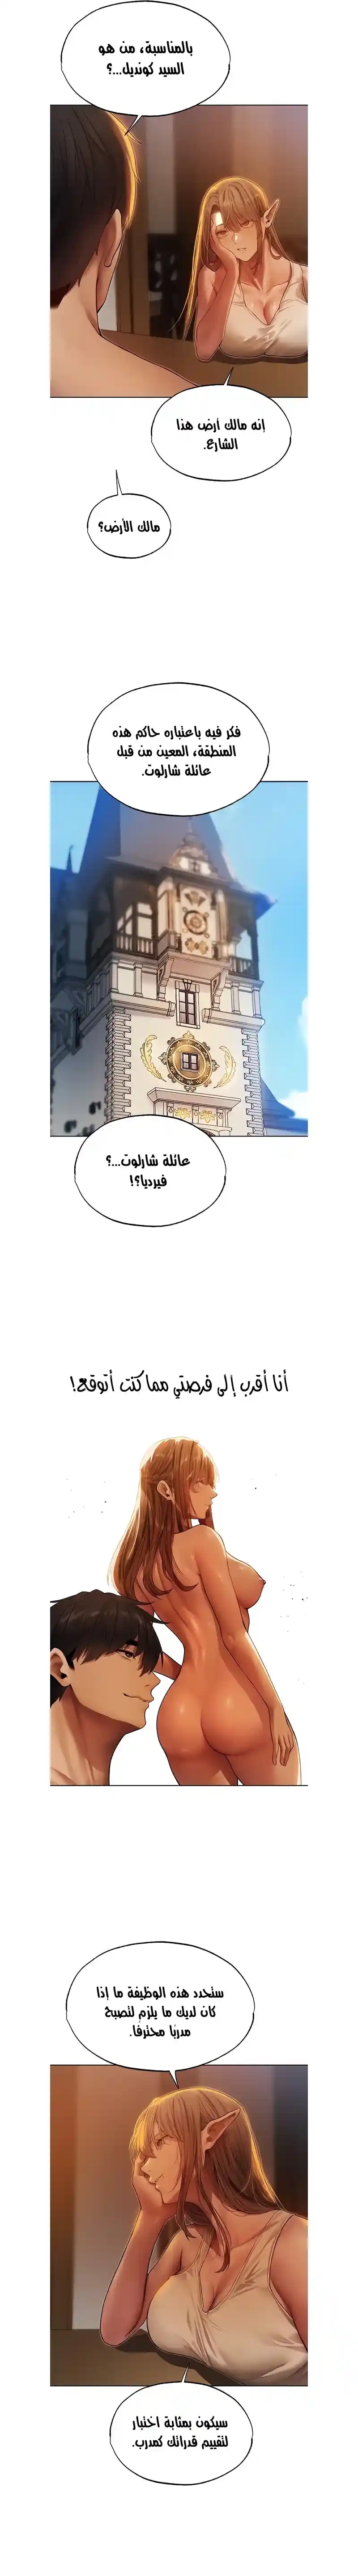 بالمناسبة، من هو
السيد كونديل...؟
إنه مالك أرض هذا
الشارع.
مالك الأرض؟
فكر فيه باعتباره حاكم هذه
المنطقة، المعين من قبل
عائلة شارلوت.
عائلة شارلوت...؟
فيرديا؟!
أنا أقرب إلى فرصتي مما كنت أتوقع!
ستحدد هذه الوظيفة ما إذا
كان لديك ما يلزم لتصبح
مدربًا محترفًا.
سيكون بمثابة اختبار
لتقييم قدراتك كمدرب.